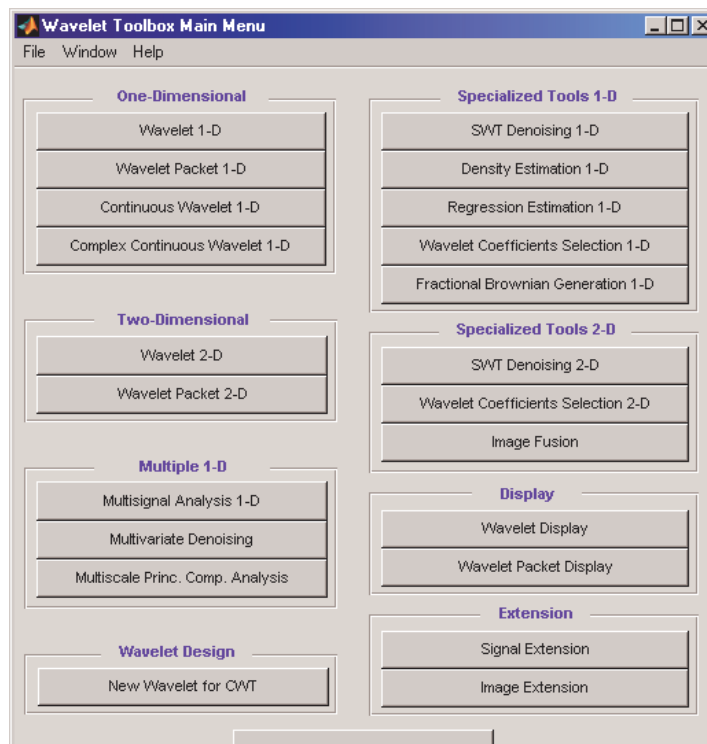 Wavelet Toolbox Main Menu
File Window Help
One-Dimensional
Wavelet 1-D
Wavelet Packet 1-D
Continuous Wavelet 1-D
Complex Continuous Wavelet 1-D
Two-Dimensional
Wavelet 2-D
Wavelet Packet 2-D
Multiple 1-D
Multisignal Analysis 1-D
Multivariate Denoising
Multiscale Princ. Comp. Analysis
Wavelet Design
New Wavelet for CWT
Specialized Tools 1-D
SWT Denoising 1-D
Density Estimation 1-D
Regression Estimation 1-D
Wavelet Coefficients Selection 1-D
Fractional Brownian Generation 1-D
Specialized Tools 2-D
SWT Denoising 2-D
Wavelet Coefficients Selection 2-D
Image Fusion
Display
Wavelet Display
Wavelet Packet Display
Extension
Signal Extension
Image Extension